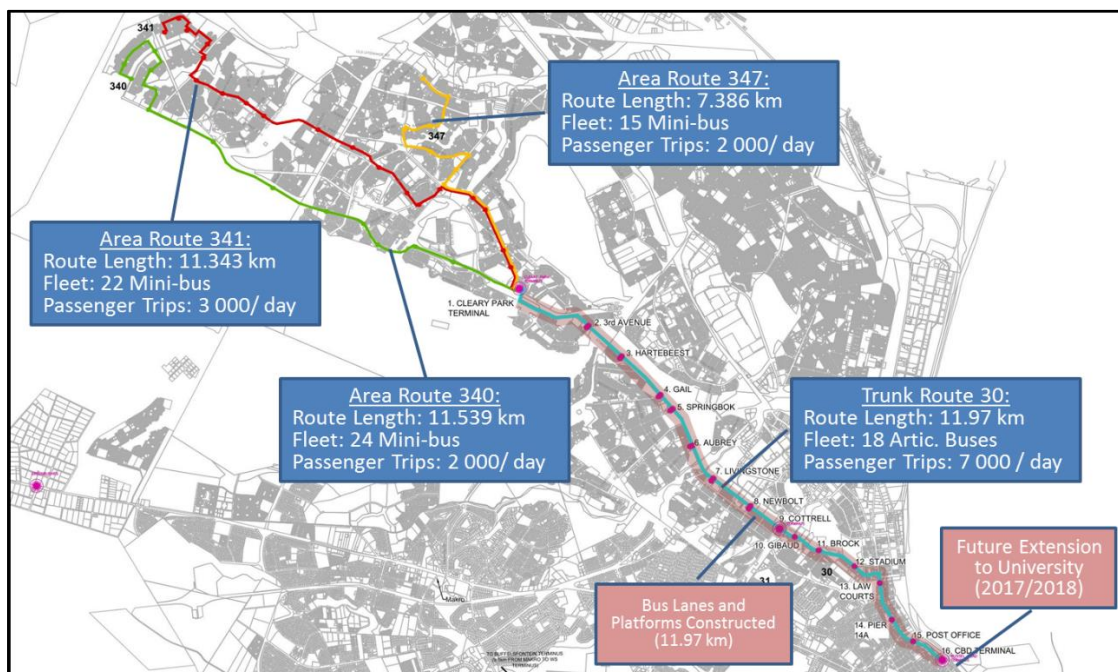 341
340
347
Area Route 347:
Route Length: 7.386 km
Fleet: 15 Mini-bus
Passenger Trips: 2 000/ day
Area Route 341:
Route Length: 11.343 km
Fleet: 22 Mini-bus
Passenger Trips: 3 000/ day
1. CLEARY PARK
TERMINAL
2. 3rd AVENUE
3. HARTEBEEST
Area Route 340:
Route Length: 11.539 km
Fleet: 24 Mini-bus
Passenger Trips: 2 000/ day
4. GAIL
5. SPRINGBOK
Trunk Route 30:
Route Length: 11.97 km
Fleet: 18 Artic. Buses
Passenger Trips: 7 000 / day
6. AUBREY
7. LIVINGSTONE
8. NEWBOLT
9. COTTRELL
10. GIBAUD
11. BROCK
30
12. STADIUM
31
13. LAW
COURTS
Bus Lanes and
Platforms Constructed
(11.97 km)
Future Extension
to University
(2017/2018)
14. PIER
14A
15. POST OFFICE
16. CBD TERMINAL
Makro